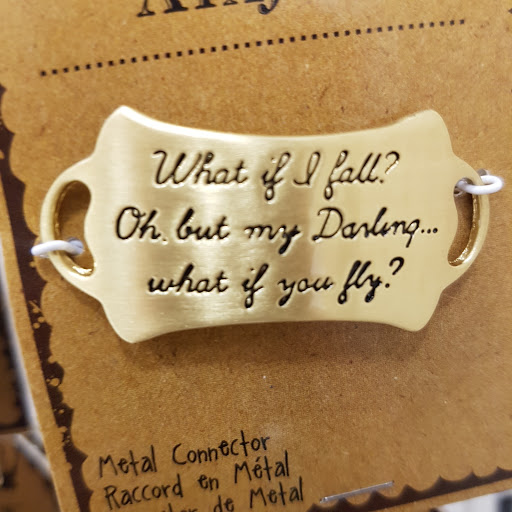 What if I fall?
Oh, but my Darling...
what if you fly?
Metal Connector
Raccord en Métal
de Metal